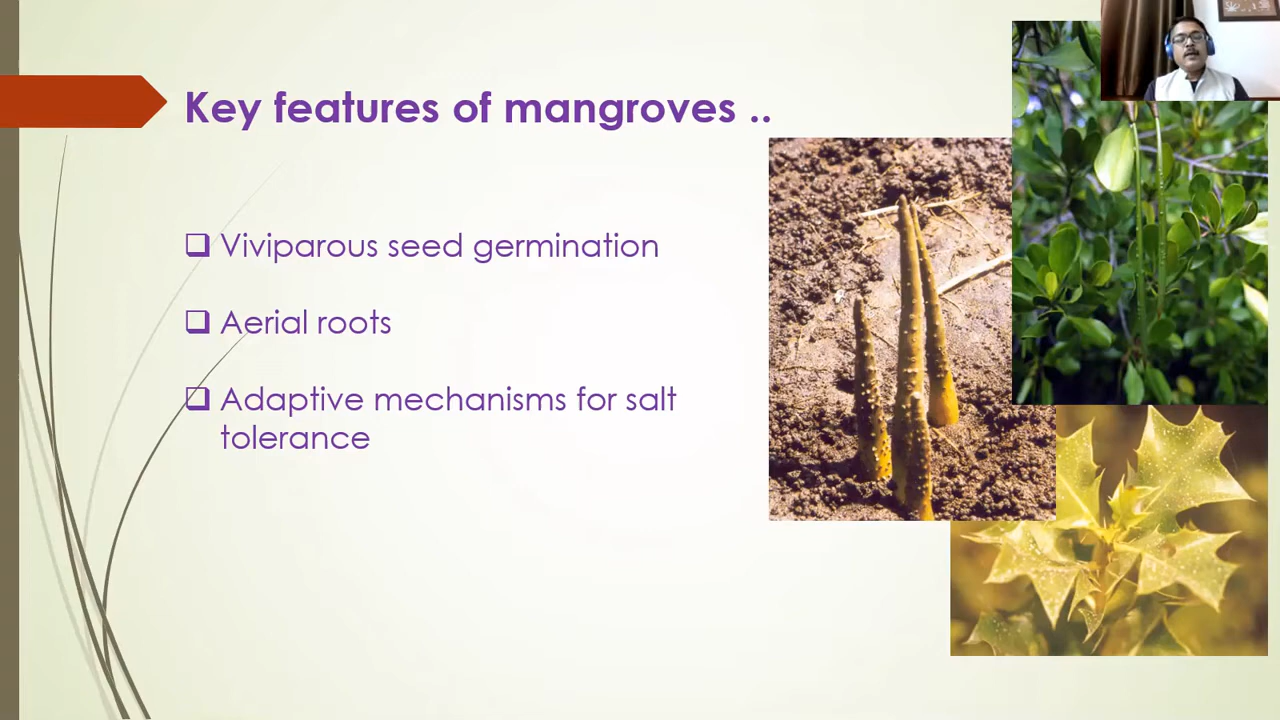 Key features of mangroves ..
Viviparous seed germination
Aerial roots
Adaptive mechanisms for salt
tolerance